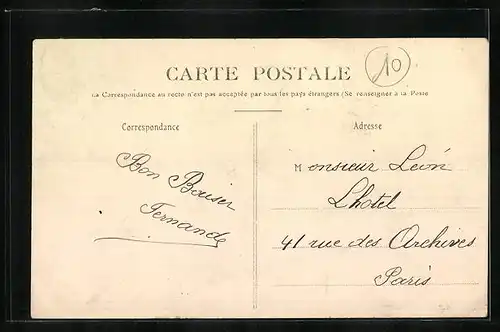 10
CARTE POSTALE
La Correspondance au recto n'est pas acceptée par tous les pays étrangers (Se renseigner à la Poste
Correspondance
Adresse
Bon Baiser
Fernande
Monsieur Léon
Lhotel
41 rue des Archives
Paris